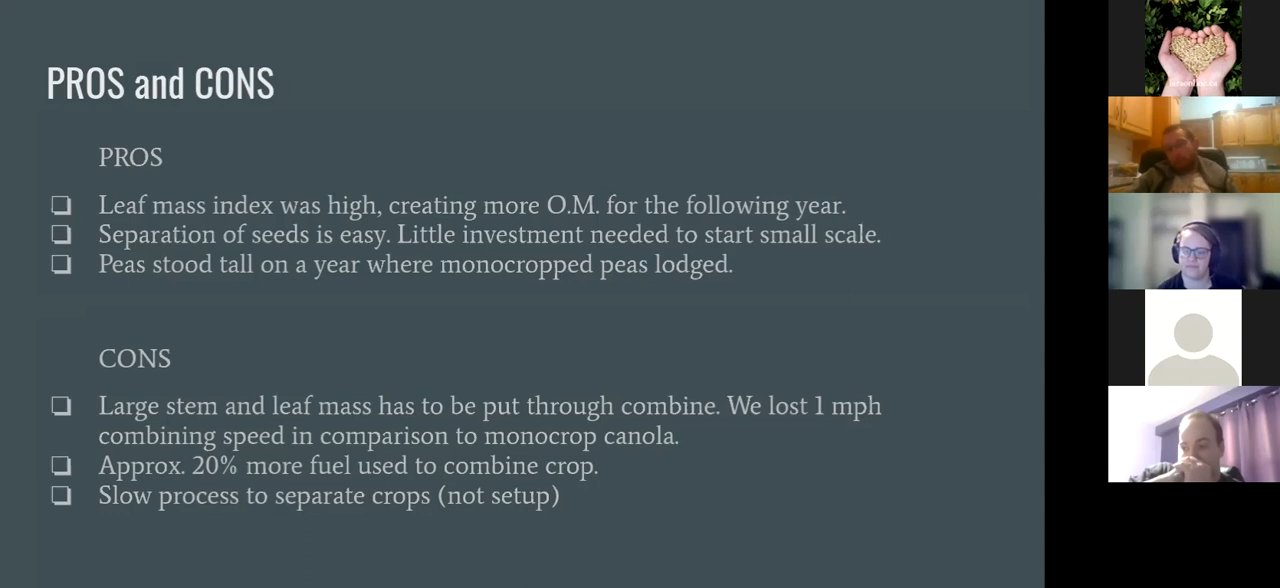 PROS and CONS
PROS
Leaf mass index was high, creating more O.M. for the following year.
Separation of seeds is easy. Little investment needed to start small scale.
Peas stood tall on a year where monocropped peas lodged.
CONS
Large stem and leaf mass has to be put through combine. We lost 1 mph
combining speed in comparison to monocrop canola.
Approx. 20% more fuel used to combine crop.
Slow process to separate crops (not setup)